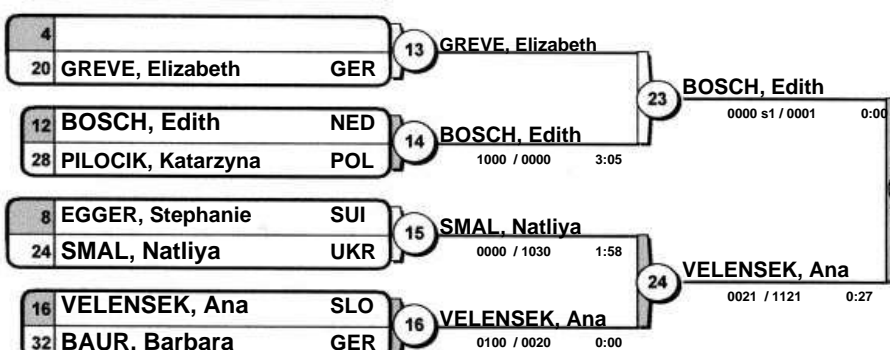 4
20 GREVE, Elizabeth GER
13 GREVE, Elizabeth
12 BOSCH, Edith NED
28 PILOCIK, Katarzyna POL
14 BOSCH, Edith
1000 / 0000 3:05
23 BOSCH, Edith
0000 s1 / 0001 0:00
8 EGGER, Stephanie SUI
24 SMAL, Natliya UKR
15 SMAL, Natliya
0000 / 1030 1:58
16 VELENSEK, Ana SLO
32 BAUR, Barbara GER
16 VELENSEK, Ana
0100 / 0020 0:00
24 VELENSEK, Ana
0021 / 1121 0:27